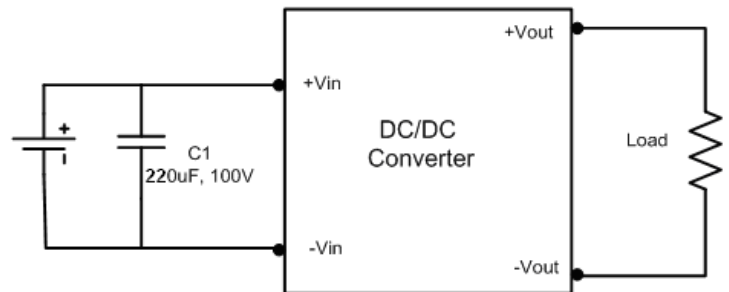 +Vout
+Vin
DC/DC
Converter
Load
+
C1
220uF, 100V
-
-Vin
-Vout